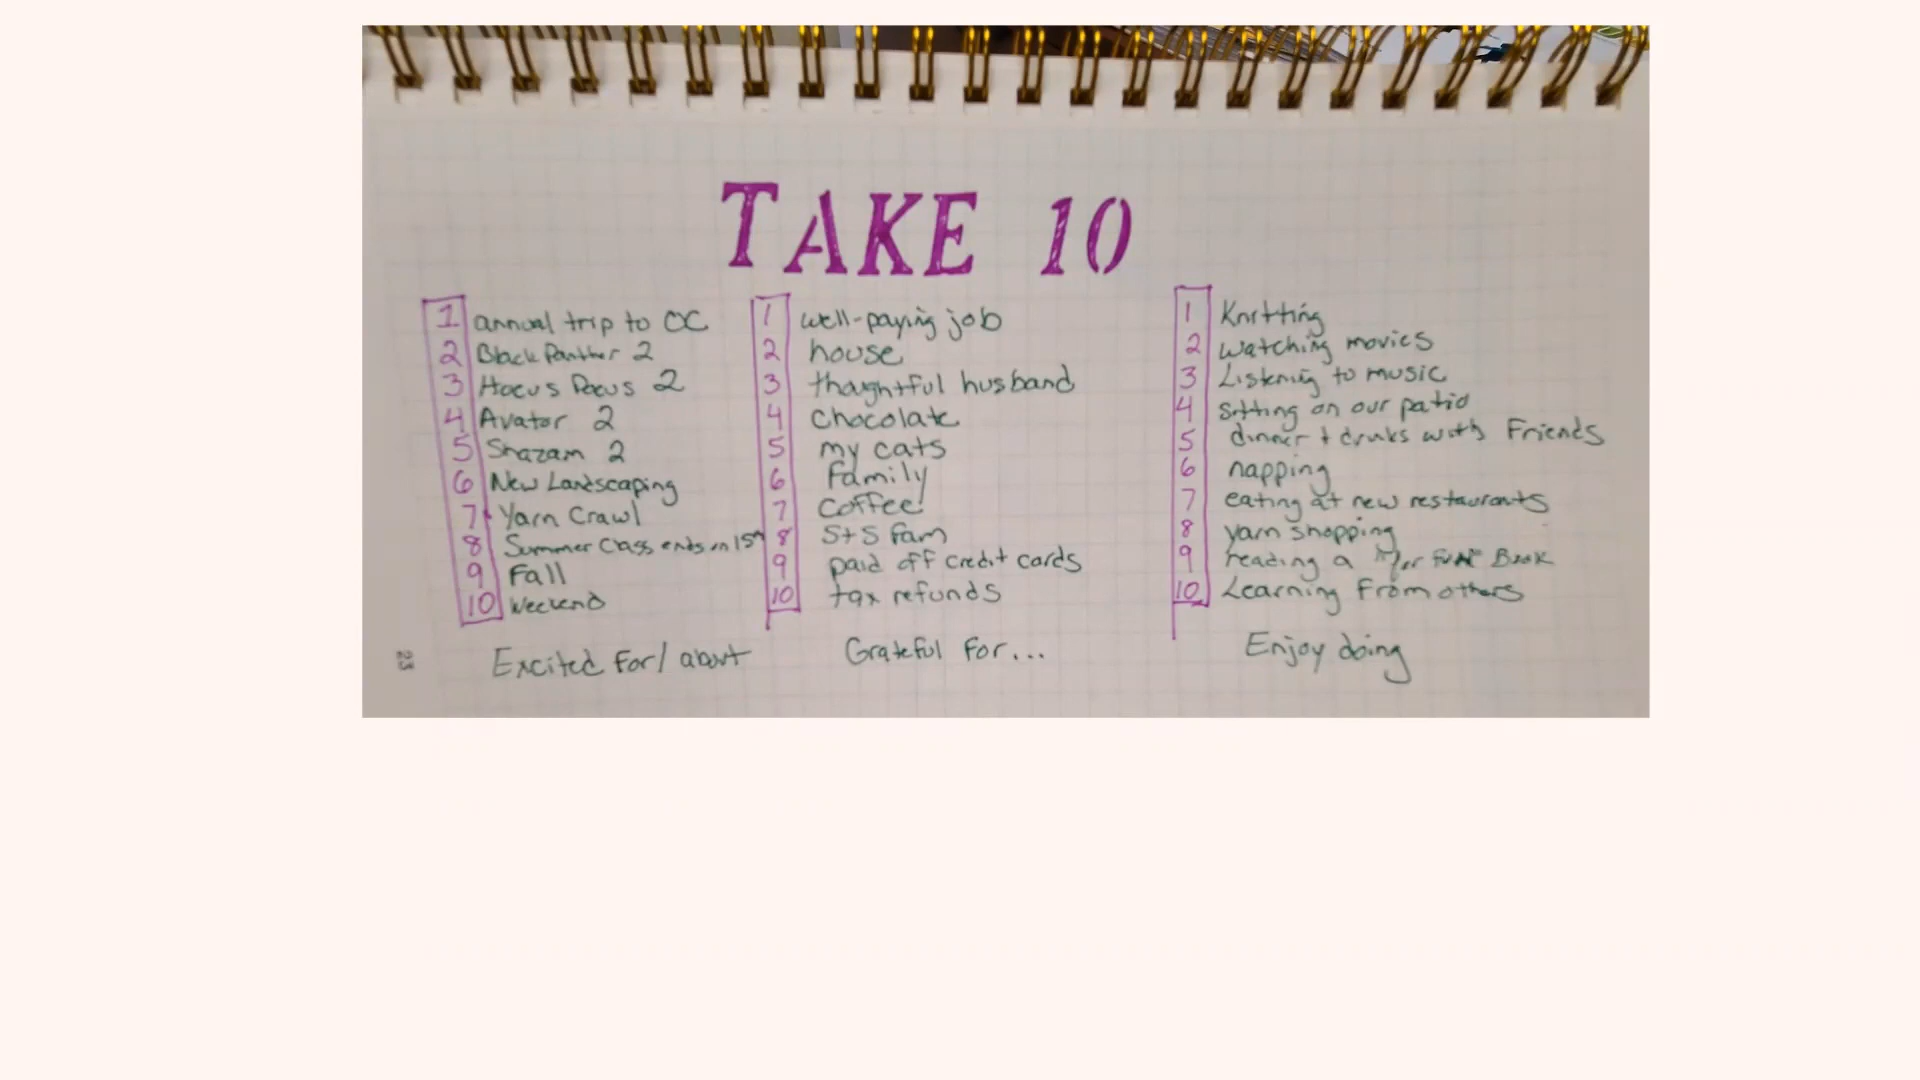 TAKE 10
1 annual trip to OC
2 Black Panther 2
3 Hocus Pocus 2
4 Avator 2
5 Shazam 2
6 New Landscaping
7 Yarn Crawl
8 Summer Class ends on 15th
9 Fall
10 Weekend
Excited For/about
1 well-paying job
2 house
3 thoughtful husband
4 chocolate
5 my cats
6 Family
7 coffee!
8 S+S fam
9 paid off credit cards
10 tax refunds
Grateful for...
1 Knitting
2 watching movies
3 Listening to music
4 sitting on our patio
5 dinner + drinks with Friends
6 napping
7 eating at new restaurants
8 yarn shopping
9 reading a "for fun" Book
10 Learning from others
Enjoy doing
23